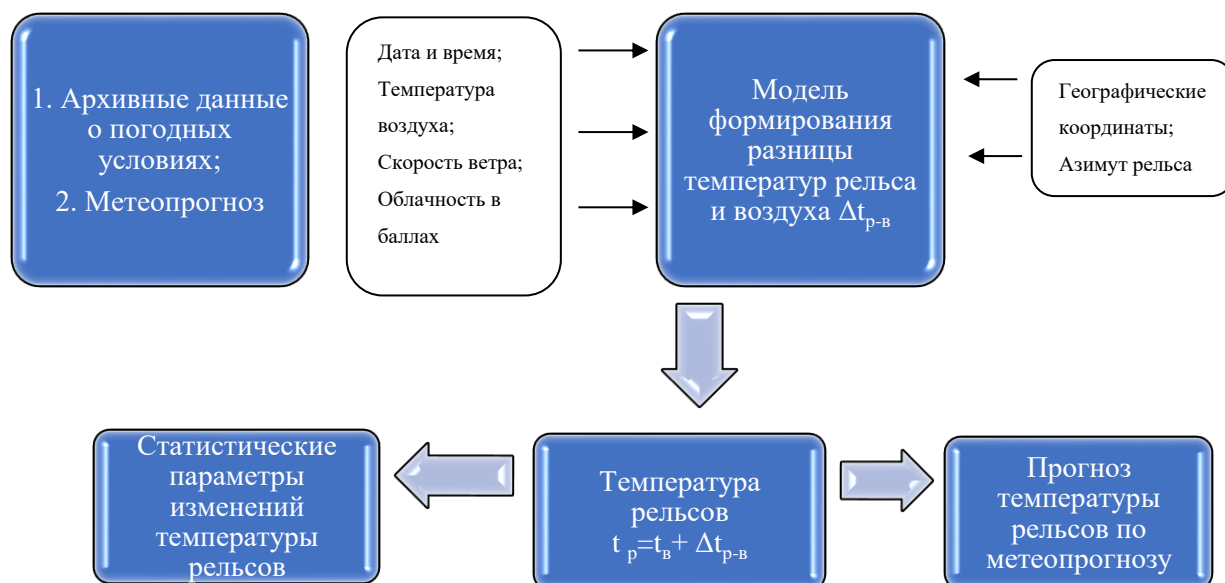 1. Архивные данные
о погодных
условиях;
2. Метеопрогноз
Дата и время;
Температура
воздуха;
Скорость ветра;
Облачность в
баллах
Модель
формирования
разницы
температур рельса
и воздуха Δtр-в
Географические
координаты;
Азимут рельса
Статистические
параметры
изменений
температуры
рельсов
Температура
рельсов
t р=tв+ Δtр-в
Прогноз
температуры
рельсов по
метеопрогнозу